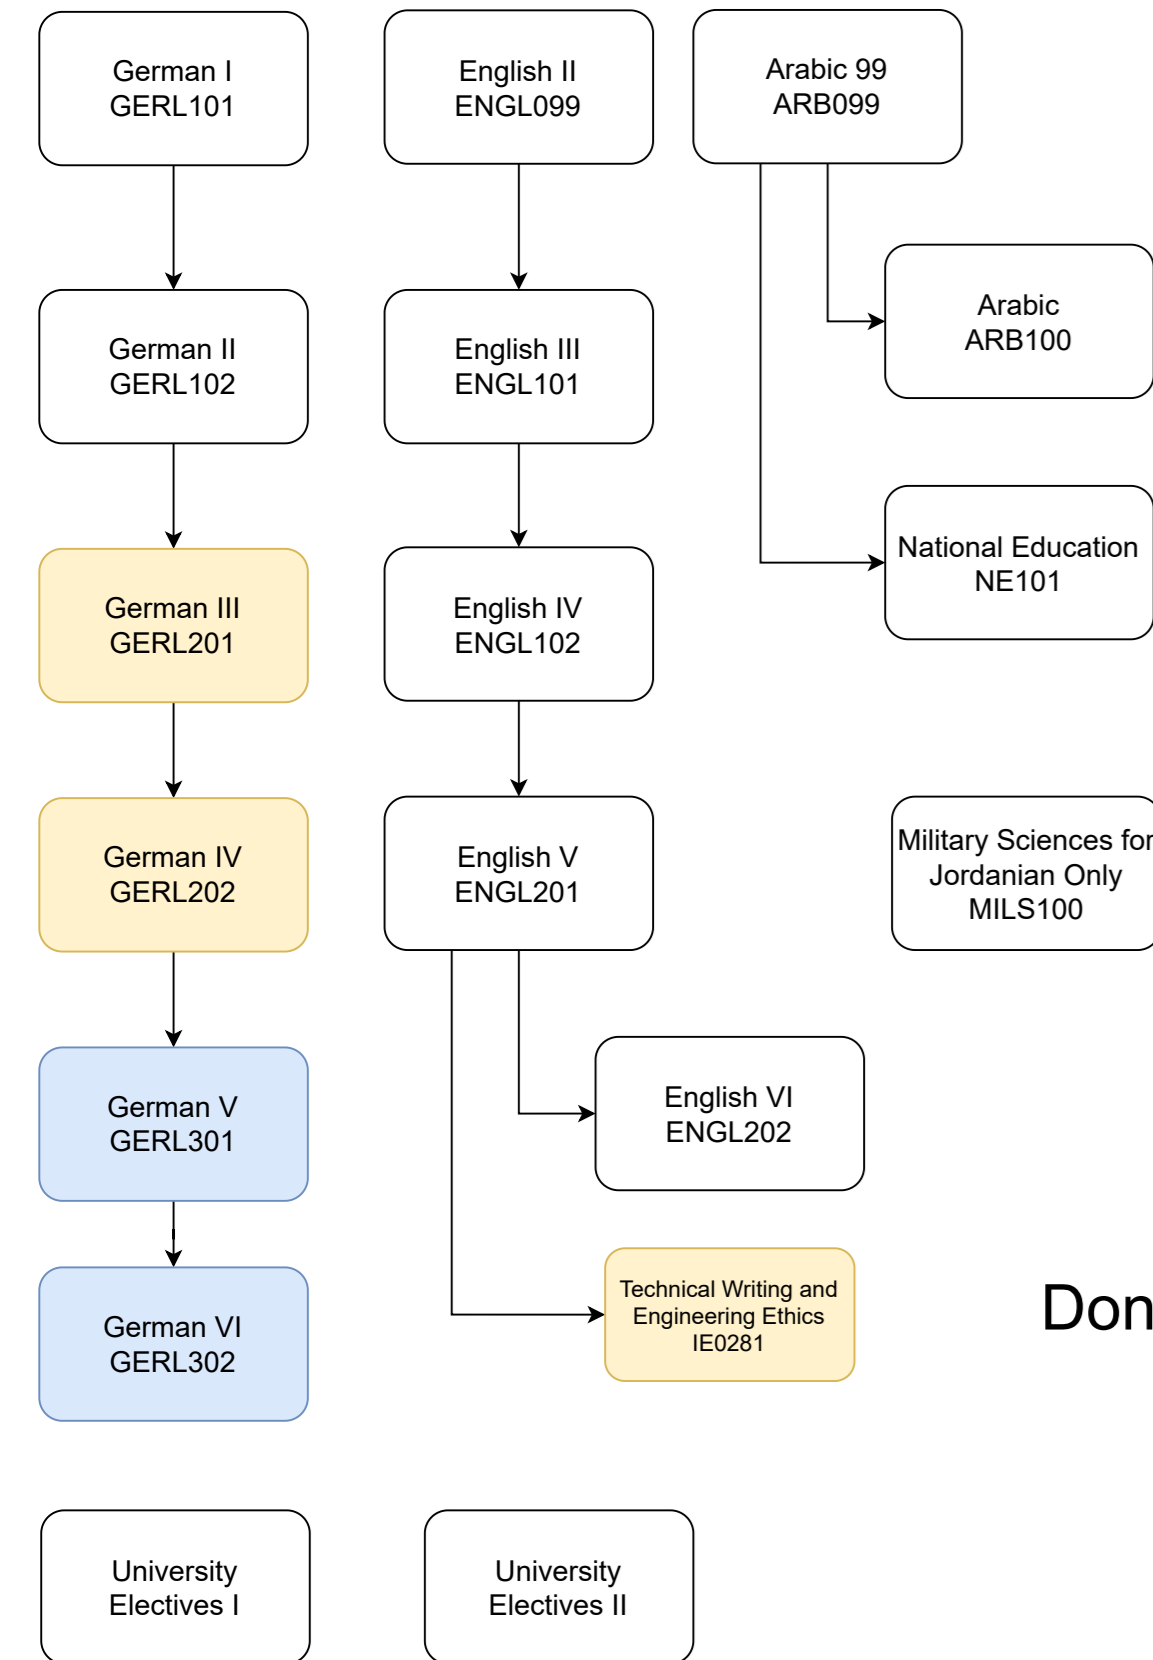 German I
GERL101
English II
ENGL099
Arabic 99
ARB099
Arabic
ARB100
German II
GERL102
English III
ENGL101
National Education
NE101
German III
GERL201
English IV
ENGL102
German IV
GERL202
English V
ENGL201
Military Sciences for
Jordanian Only
MILS100
German V
GERL301
English VI
ENGL202
German VI
GERL302
Technical Writing and
Engineering Ethics
IE0281
Don
University
Electives I
University
Electives II